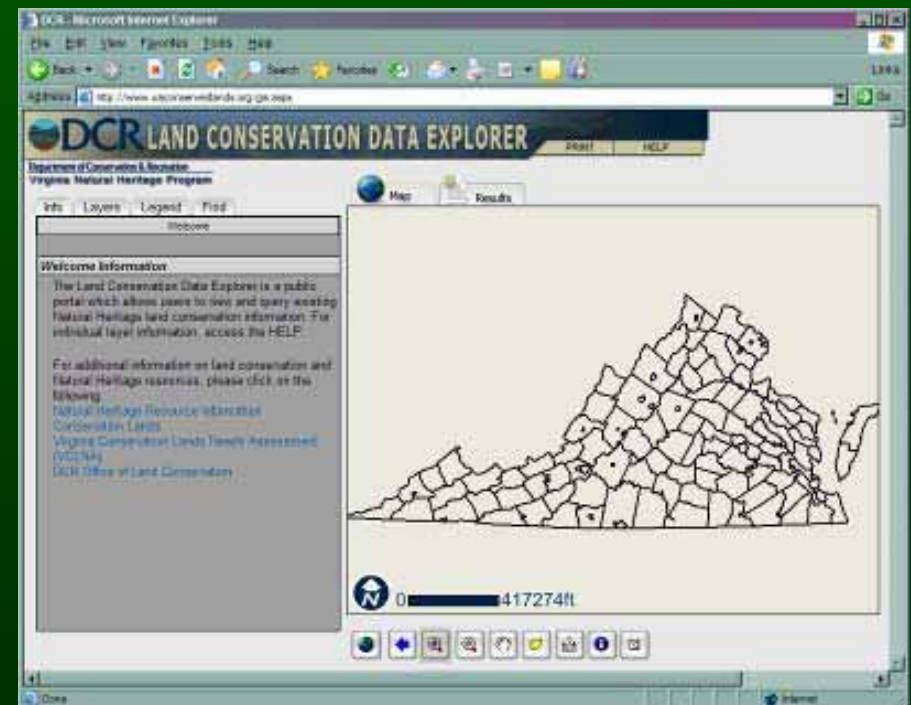 DCR - Microsoft Internet Explorer
File Edit View Favorites Tools Help
Back Search Favorites
Links
Address
Go
DCR LAND CONSERVATION DATA EXPLORER
PRINT HELP
Department of Conservation & Recreation
Virginia Natural Heritage Program
Info Layers Legend Find
Map Results
Welcome
Welcome Information
The Land Conservation Data Explorer is a public
portal which allows users to view and query existing
Natural Heritage land conservation information. For
individual layer information, access the HELP.
For additional information on land conservation and
Natural Heritage resources, please click on the
following:
Natural Heritage Resource Information
Conservation Lands
Virginia Conservation Lands Needs Assessment
(VCLNA)
DCR Office of Land Conservation
N 0 417274ft
Done
Internet